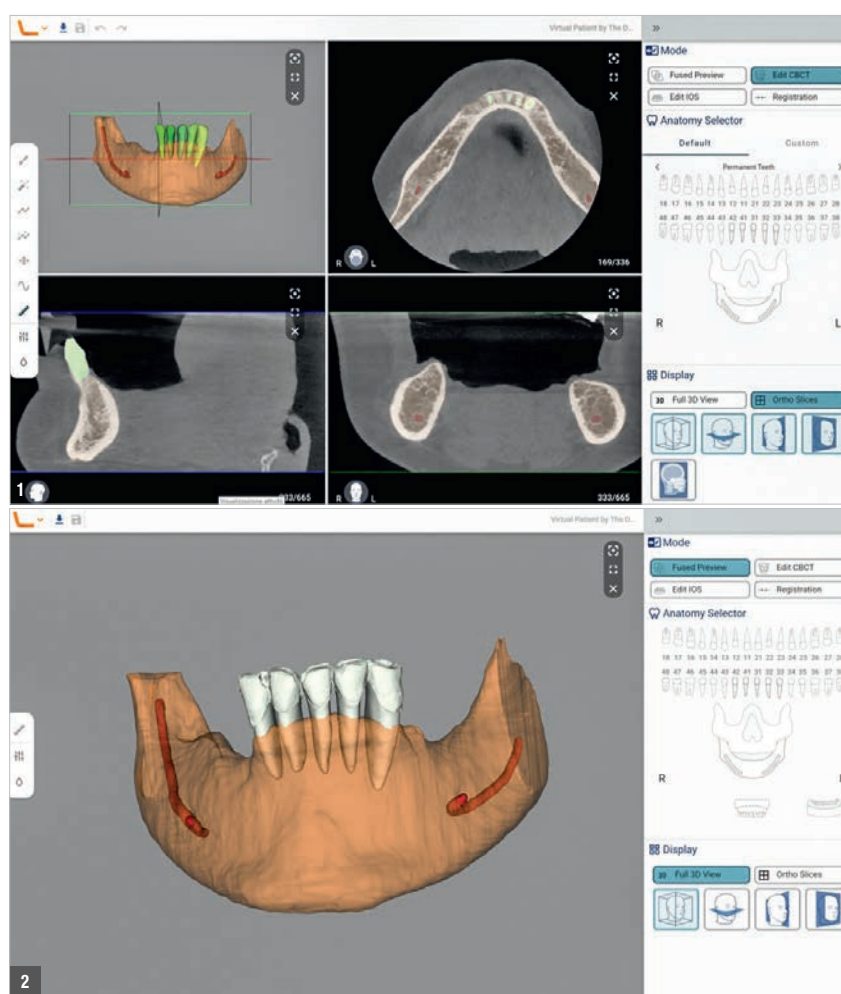 Virtual Patient by The D...
Mode
Fused Preview
Edit CBCT
Edit IOS
Registration
Anatomy Selector
Default
Custom
Permanent Teeth
18 17 16 15 14 13 12 11 21 22 23 24 25 26 27 28
48 47 46 45 44 43 42 41 31 32 33 34 35 36 37 38
R
L
R L
169/336
Display
3D Full 3D View
Ortho Slices
333/665
R L
333/665
1
Virtual Patient by The D...
Mode
Fused Preview
Edit CBCT
Edit IOS
Registration
Anatomy Selector
18 17 16 15 14 13 12 11 21 22 23 24 25 26 27
48 47 46 45 44 43 42 41 31 32 33 34 35 36 37
R
Display
3D Full 3D View
Ortho Slices
2